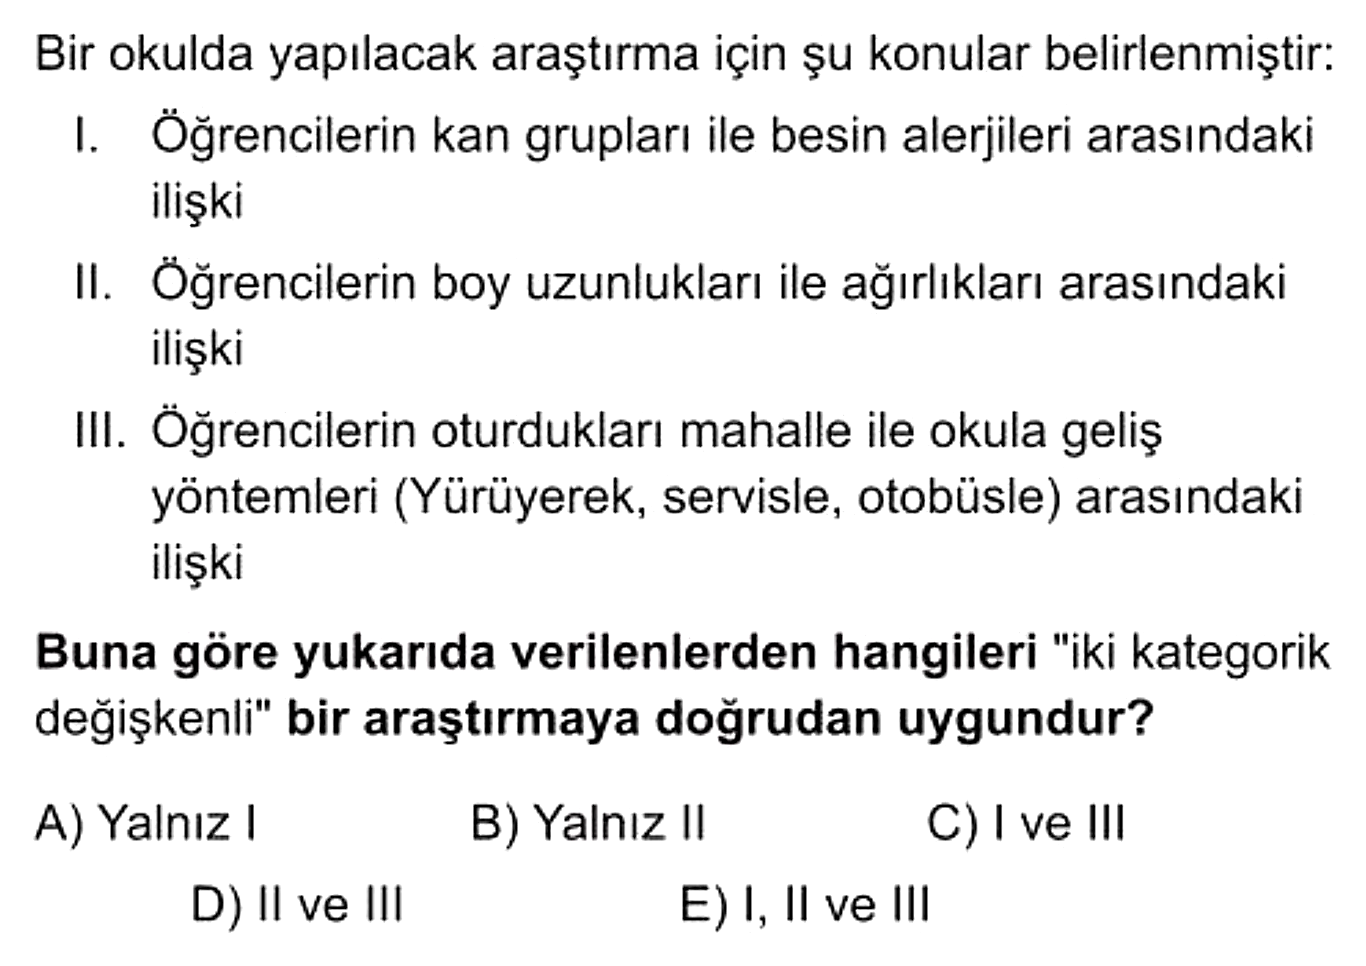 Bir okulda yapılacak araştırma için şu konular belirlenmiştir:
I. Öğrencilerin kan grupları ile besin alerjileri arasındaki
ilişki
II. Öğrencilerin boy uzunlukları ile ağırlıkları arasındaki
ilişki
III. Öğrencilerin oturdukları mahalle ile okula geliş
yöntemleri (Yürüyerek, servisle, otobüsle) arasındaki
ilişki
Buna göre yukarıda verilenlerden hangileri "iki kategorik
değişkenli" bir araştırmaya doğrudan uygundur?
A) Yalnız I B) Yalnız II C) I ve III
D) II ve III E) I, II ve III